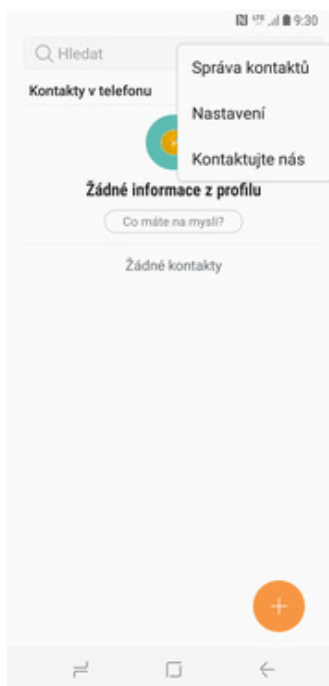 9:30
Hledat
Správa kontaktů
Kontakty v telefonu
Nastavení
Kontaktujte nás
Žádné informace z profilu
Co máte na mysli?
Žádné kontakty